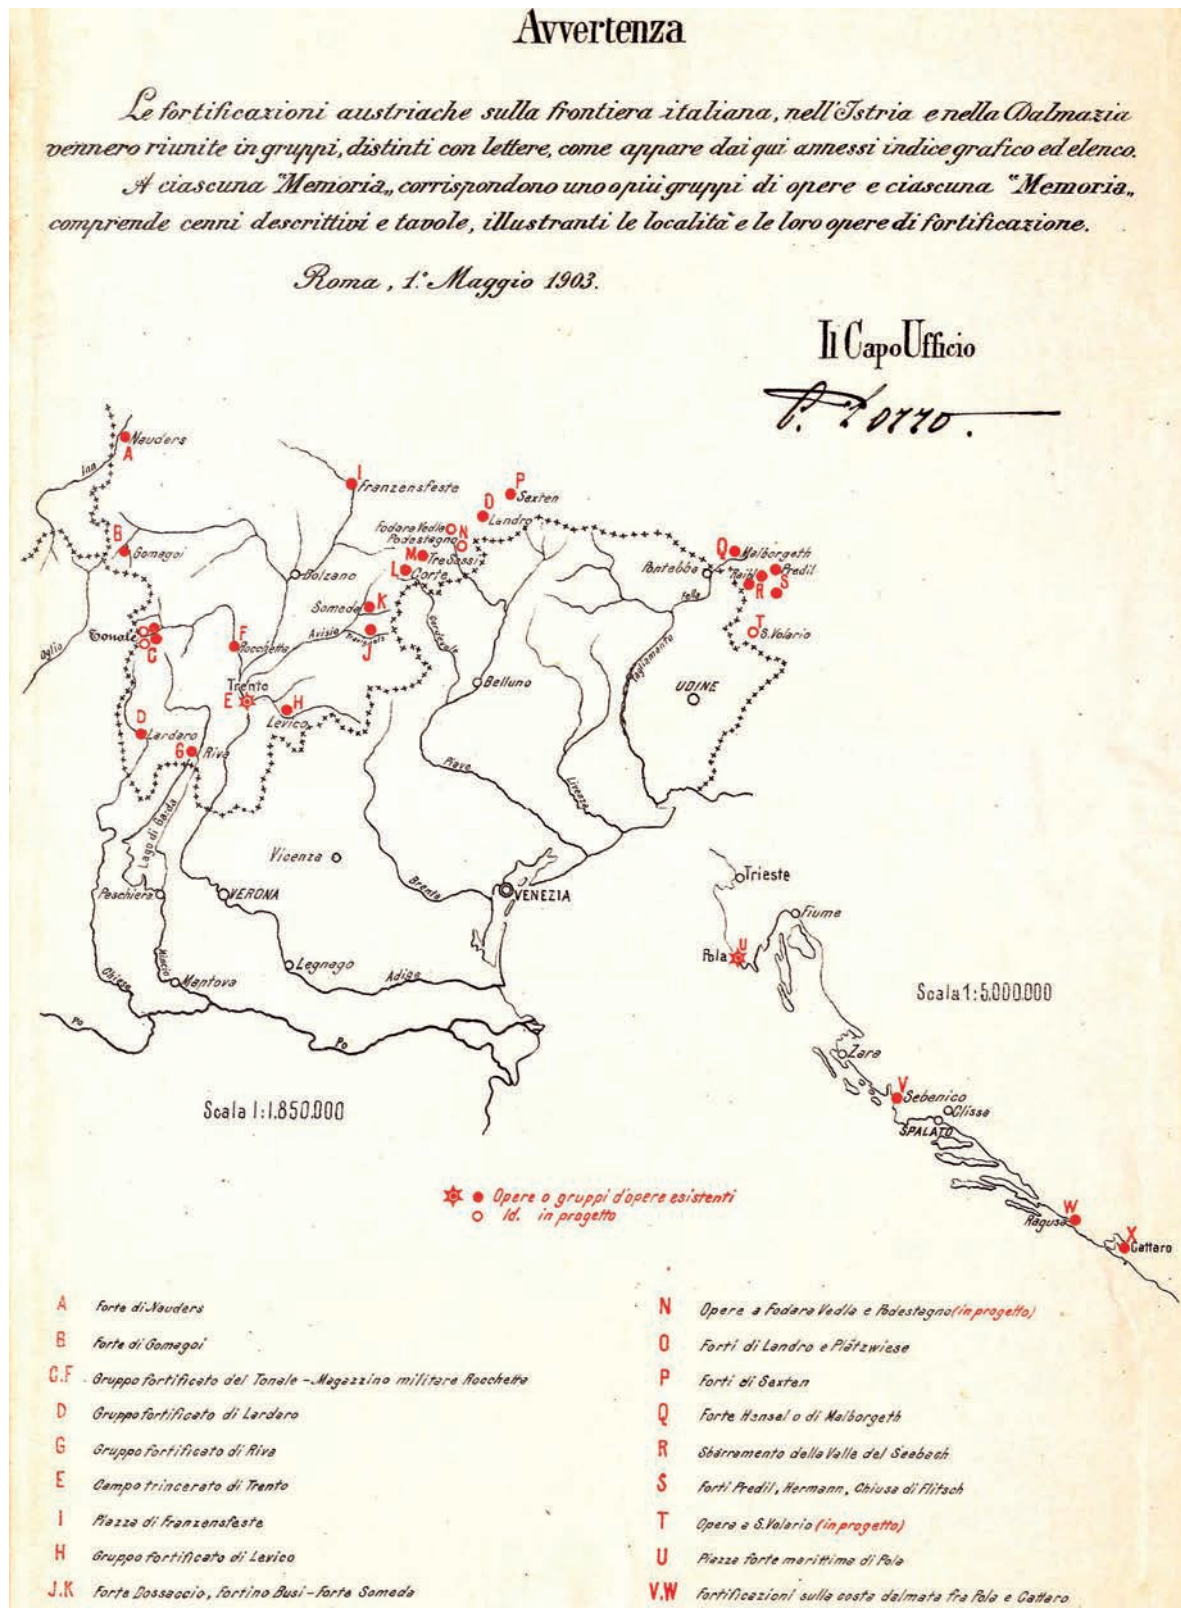 Avvertenza
Le fortificazioni austriache sulla frontiera italiana, nell'Istria e nella Dalmazia
vennero riunite in gruppi, distinti con lettere, come appare dai qui annessi indice grafico ed elenco.
A ciascuna "Memoria„ corrispondono uno o più gruppi di opere e ciascuna "Memoria„
comprende cenni descrittivi e tavole, illustranti le località e le loro opere di fortificazione.
Roma, 1.° Maggio 1903.
Il Capo Ufficio
Nauders
A
Inn
I
Franzensfeste
P
Sexten
O
Landro
Fodara Vedla
N
Podestagno
B
Gomagoi
M
Tre Sassi
L
Corte
Q
Malborgeth
Pontebba
Raibl
Predil
R
S
Fella
Bolzano
Someda
K
Cordevole
T
S. Volario
Tonale
C
F
Rocchetta
Avisio
Travignolo
J
Oglio
Tagliamento
Trento
E
H
Levico
Belluno
UDINE
D
Lardaro
G
Riva
Piave
Livenza
Lago di Garda
Vicenza
Trieste
Peschiera
VERONA
Brenta
VENEZIA
Fiume
U
Pola
Chiese
Mincio
Mantova
Legnago
Adige
Scala 1:5.000.000
Po
Po
Zara
Scala 1:1.850.000
V
Sebenico
Clissa
SPALATO
Opere o gruppi d'opere esistenti
Id. in progetto
W
Ragusa
X
Cattaro
A Forte di Nauders
B Forte di Gomagoi
C.F. Gruppo fortificato del Tonale – Magazzino militare Rocchetta
D Gruppo fortificato di Lardaro
G Gruppo fortificato di Riva
E Campo trincerato di Trento
I Piazza di Franzensfeste
H Gruppo fortificato di Levico
J.K Forte Dossaccio, Fortino Busi – Forte Someda
N Opere a Fodara Vedla e Podestagno (in progetto)
O Forti di Landro e Plätzwiese
P Forti di Sexten
Q Forte Hensel o di Malborgeth
R Sbarramento della Valle del Seebach
S Forti Predil, Hermann, Chiusa di Flitsch
T Opera a S. Volario (in progetto)
U Piazza forte marittima di Pola
V.W Fortificazioni sulla costa dalmata fra Pola e Cattaro